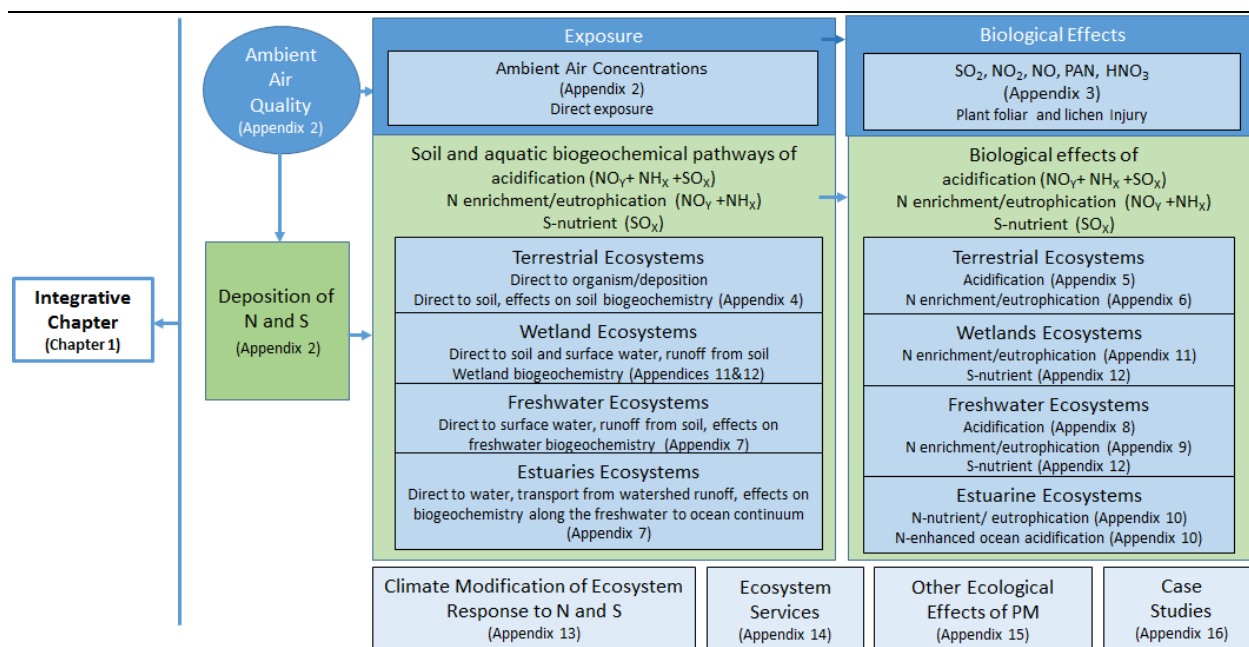 Integrative
Chapter
(Chapter 1)
Ambient
Air
Quality
(Appendix 2)
Deposition of
N and S
(Appendix 2)
Exposure
Ambient Air Concentrations
(Appendix 2)
Direct exposure
Soil and aquatic biogeochemical pathways of
acidification (NOY+ NHX +SOX)
N enrichment/eutrophication (NOY +NHX)
S-nutrient (SOX)
Terrestrial Ecosystems
Direct to organism/deposition
Direct to soil, effects on soil biogeochemistry (Appendix 4)
Wetland Ecosystems
Direct to soil and surface water, runoff from soil
Wetland biogeochemistry (Appendices 11&12)
Freshwater Ecosystems
Direct to surface water, runoff from soil, effects on
freshwater biogeochemistry (Appendix 7)
Estuaries Ecosystems
Direct to water, transport from watershed runoff, effects on
biogeochemistry along the freshwater to ocean continuum
(Appendix 7)
Biological Effects
SO2, NO2, NO, PAN, HNO3
(Appendix 3)
Plant foliar and lichen Injury
Biological effects of
acidification (NOY+ NHX +SOX)
N enrichment/eutrophication (NOY +NHX)
S-nutrient (SOX)
Terrestrial Ecosystems
Acidification (Appendix 5)
N enrichment/eutrophication (Appendix 6)
Wetlands Ecosystems
N enrichment/eutrophication (Appendix 11)
S-nutrient (Appendix 12)
Freshwater Ecosystems
Acidification (Appendix 8)
N enrichment/eutrophication (Appendix 9)
S-nutrient (Appendix 12)
Estuarine Ecosystems
N-nutrient/ eutrophication (Appendix 10)
N-enhanced ocean acidification (Appendix 10)
Climate Modification of Ecosystem
Response to N and S
(Appendix 13)
Ecosystem
Services
(Appendix 14)
Other Ecological
Effects of PM
(Appendix 15)
Case
Studies
(Appendix 16)